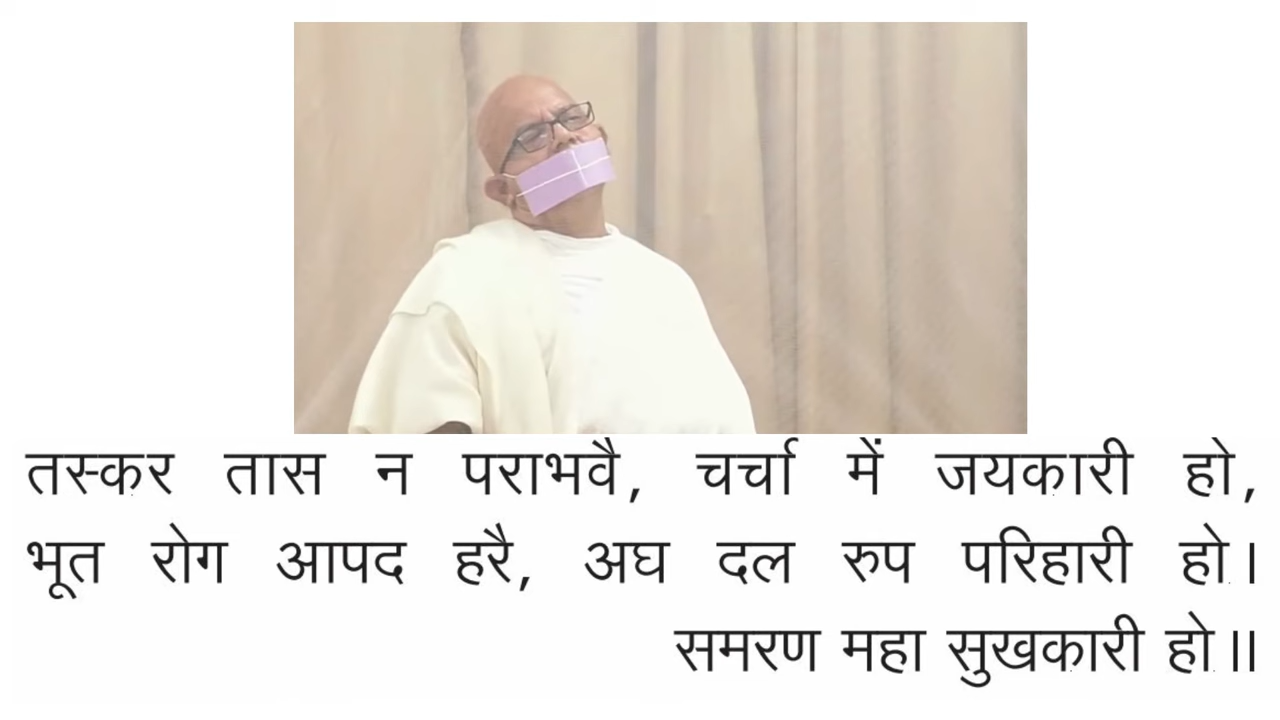 तस्कर तास न पराभवै, चर्चा में जयकारी हो,
भूत रोग आपद हरै, अघ दल रुप परिहारी हो।
समरण महा सुखकारी हो॥